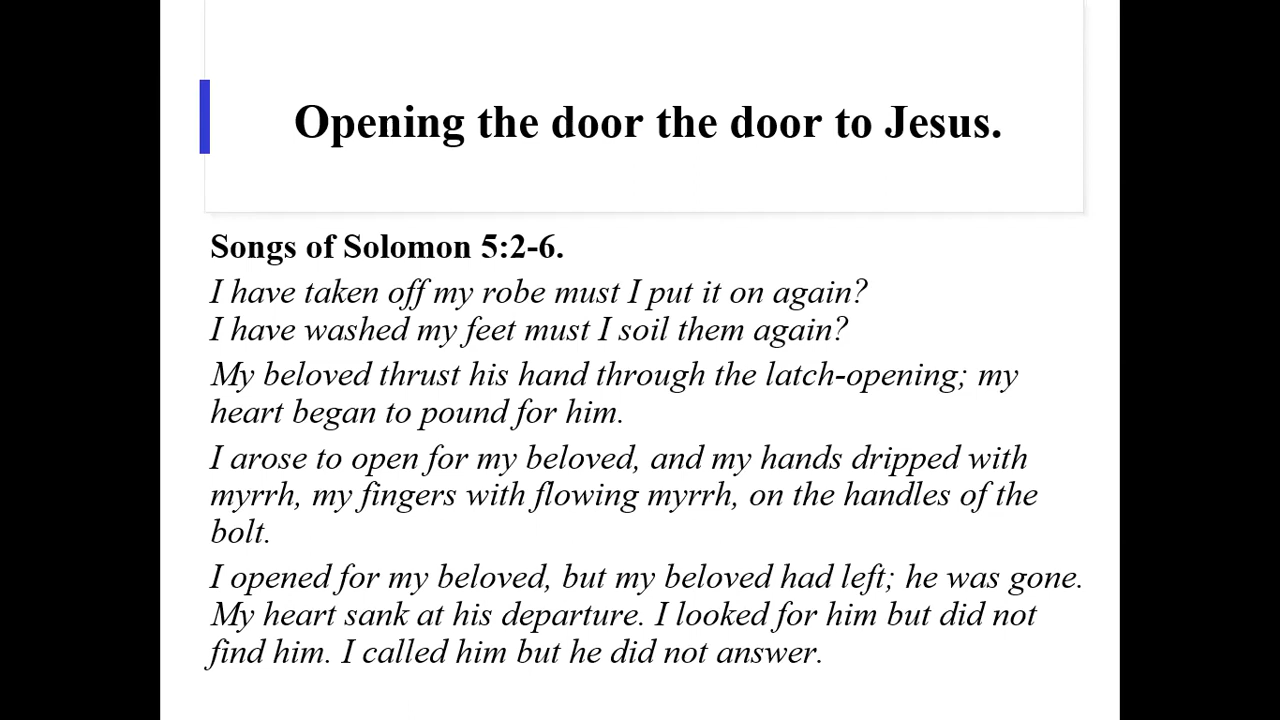 Opening the door the door to Jesus.
Songs of Solomon 5:2-6.
I have taken off my robe must I put it on again?
I have washed my feet must I soil them again?
My beloved thrust his hand through the latch-opening; my
heart began to pound for him.
I arose to open for my beloved, and my hands dripped with
myrrh, my fingers with flowing myrrh, on the handles of the
bolt.
I opened for my beloved, but my beloved had left; he was gone.
My heart sank at his departure. I looked for him but did not
find him. I called him but he did not answer.